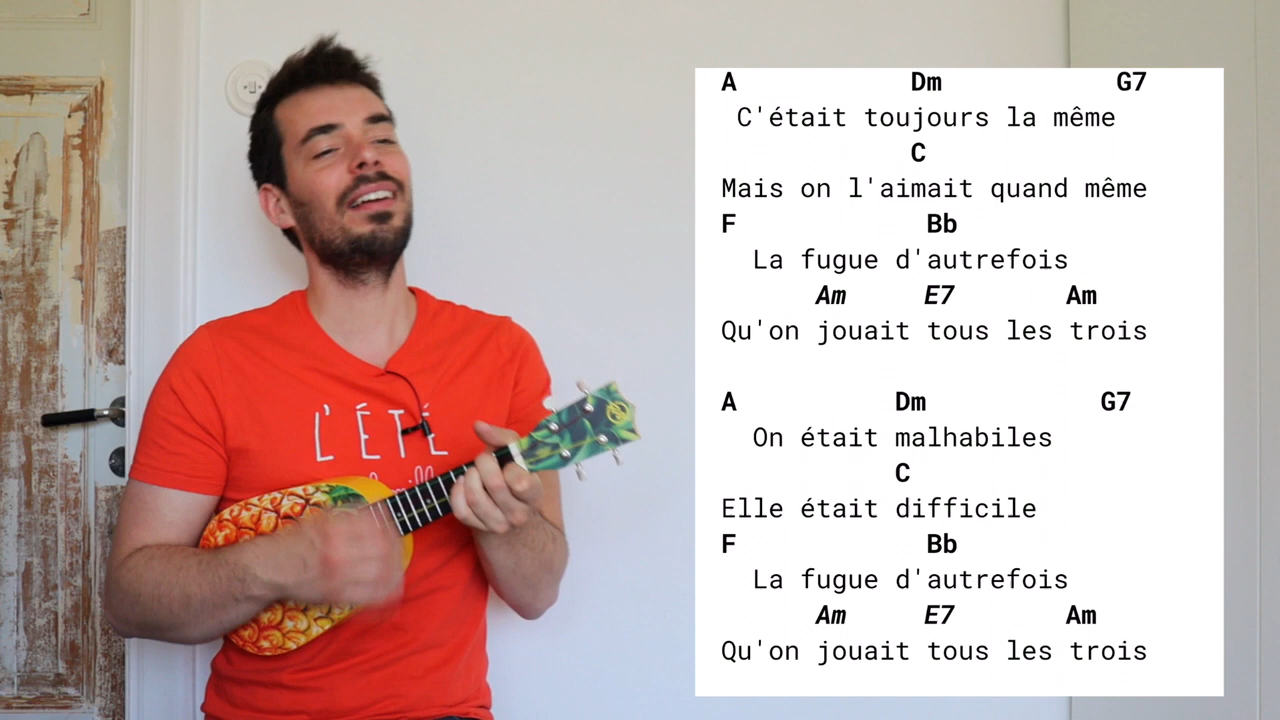 A Dm G7
C'était toujours la même
C
Mais on l'aimait quand même
F Bb
La fugue d'autrefois
Am E7 Am
Qu'on jouait tous les trois
A Dm G7
On était malhabiles
C
Elle était difficile
F Bb
La fugue d'autrefois
Am E7 Am
Qu'on jouait tous les trois
L'ÉTÉ